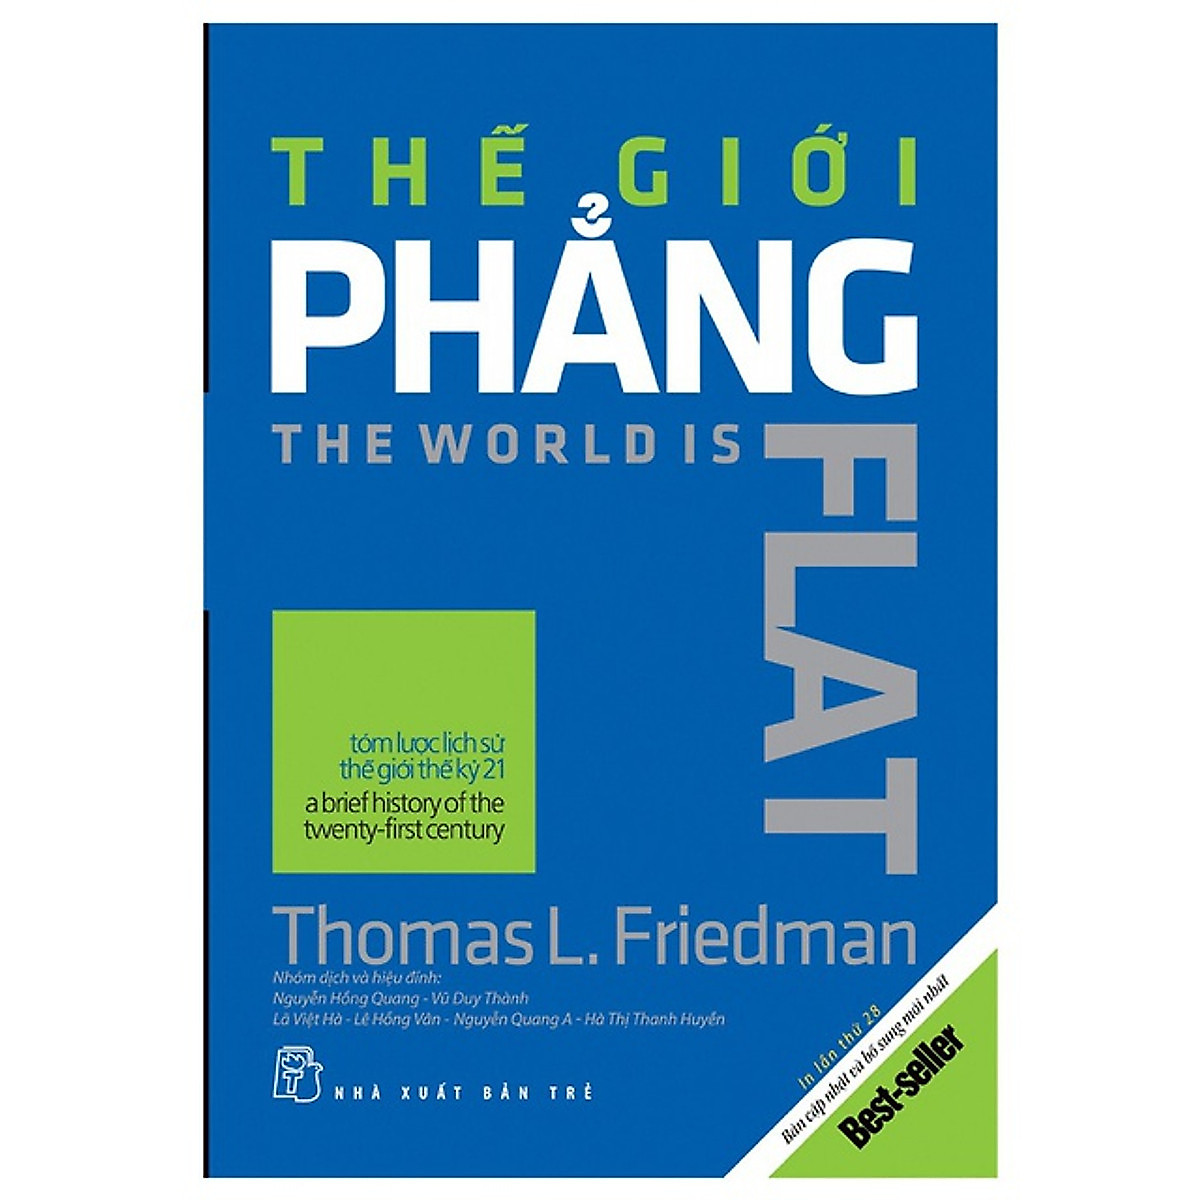 THẾ GIỚI
PHẲNG
THE WORLD IS
FLAT
tóm lược lịch sử
thế giới thế kỷ 21
a brief history of the
twenty-first century
Thomas L. Friedman
Nhóm dịch và hiệu đính:
Nguyễn Hồng Quang - Vũ Duy Thành
Lã Việt Hà - Lê Hồng Vân - Nguyễn Quang A - Hà Thị Thanh Huyền
T
NHÀ XUẤT BẢN TRẺ
In lần thứ 28
Bản cập nhật và bổ sung mới nhất
Best-seller